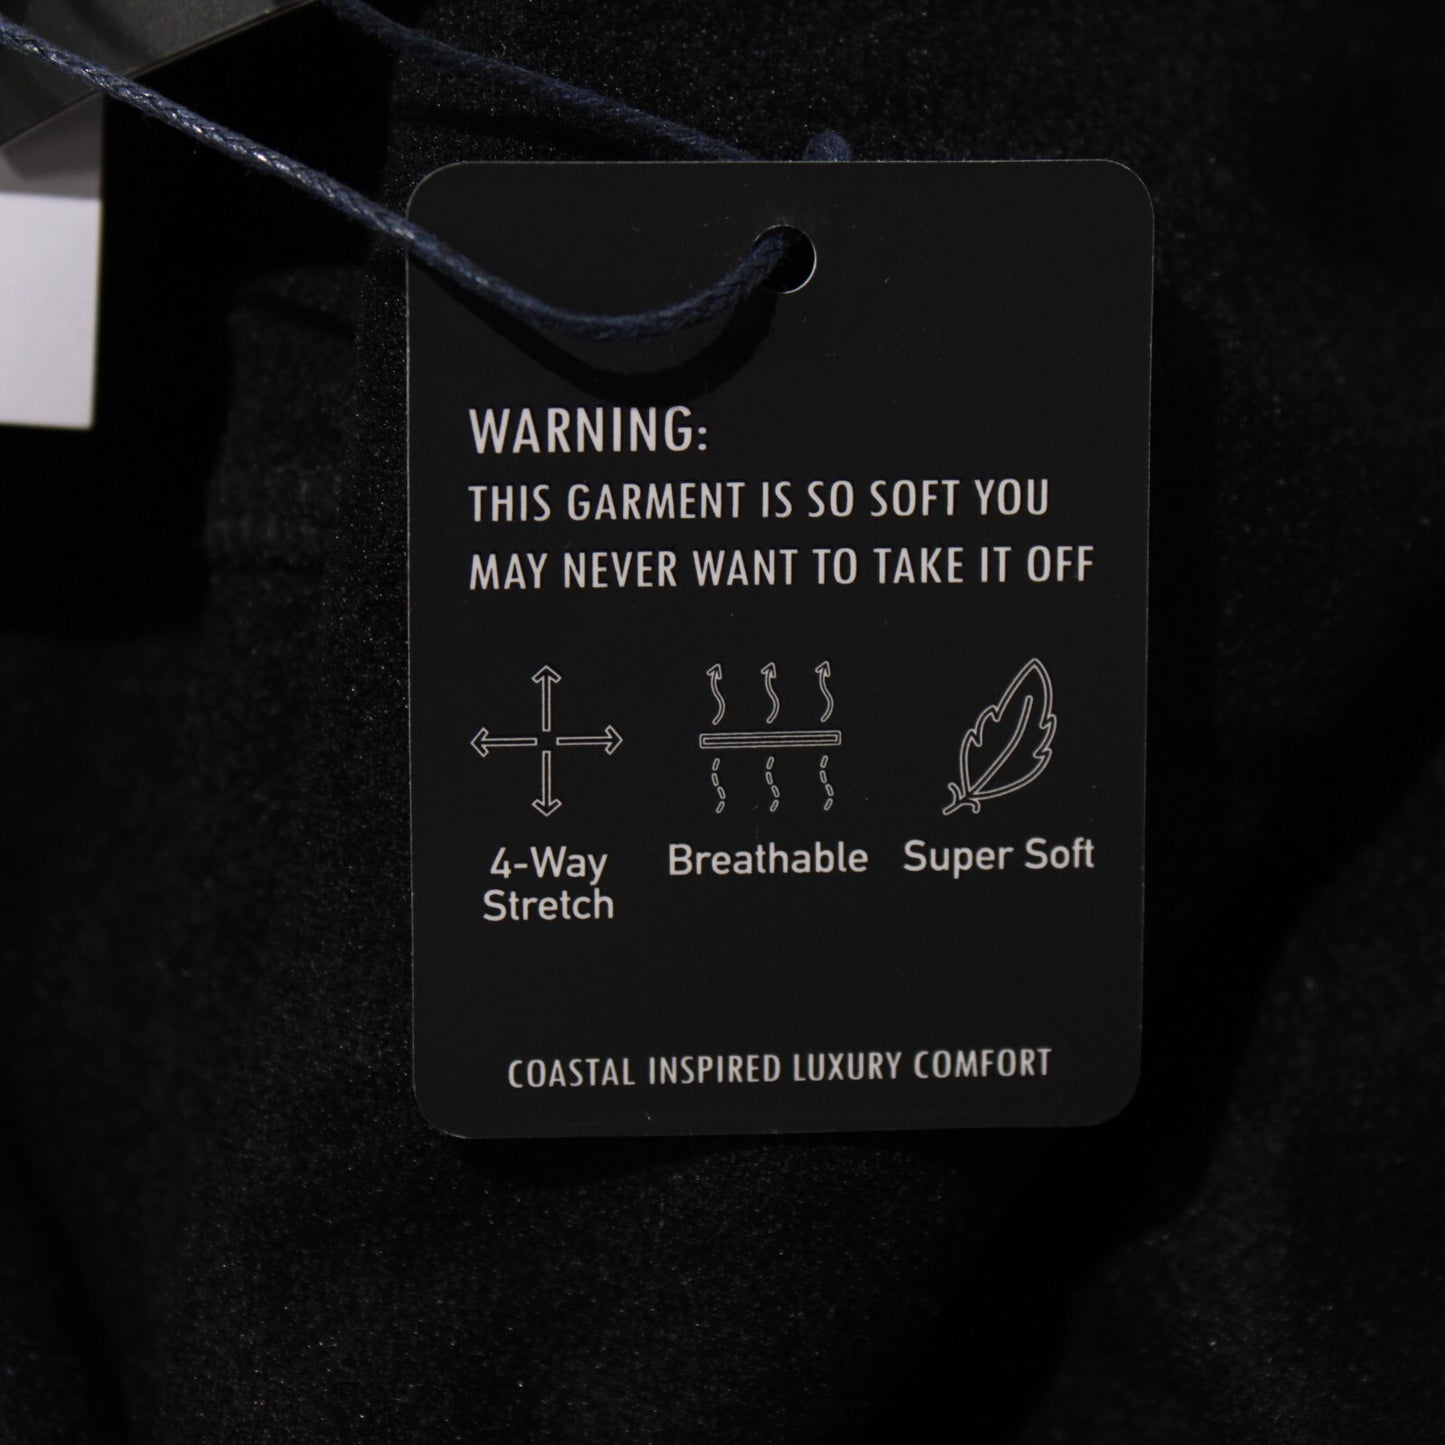 WARNING:
THIS GARMENT IS SO SOFT YOU
MAY NEVER WANT TO TAKE IT OFF
4-Way
Stretch
Breathable
Super Soft
COASTAL INSPIRED LUXURY COMFORT